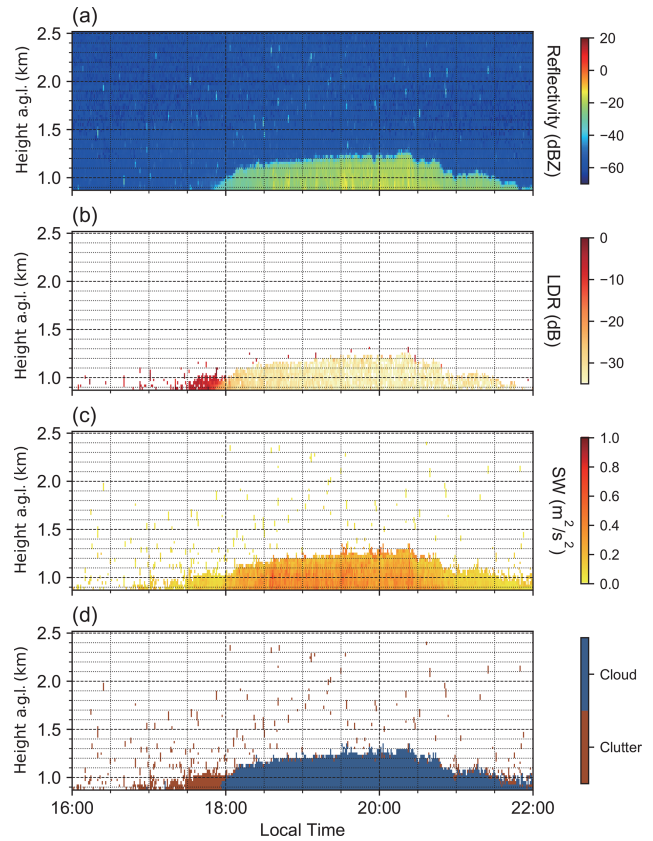 (a)
2.5
2.0
1.5
1.0
Height a.g.l. (km)
20
0
−20
−40
−60
Reflectivity (dBZ)
(b)
2.5
2.0
1.5
1.0
Height a.g.l. (km)
0
−10
−20
−30
LDR (dB)
(c)
2.5
2.0
1.5
1.0
Height a.g.l. (km)
1.0
0.8
0.6
0.4
0.2
0.0
SW (m²/s²)
(d)
2.5
2.0
1.5
1.0
Height a.g.l. (km)
Cloud
Clutter
16:00 18:00 20:00 22:00
Local Time